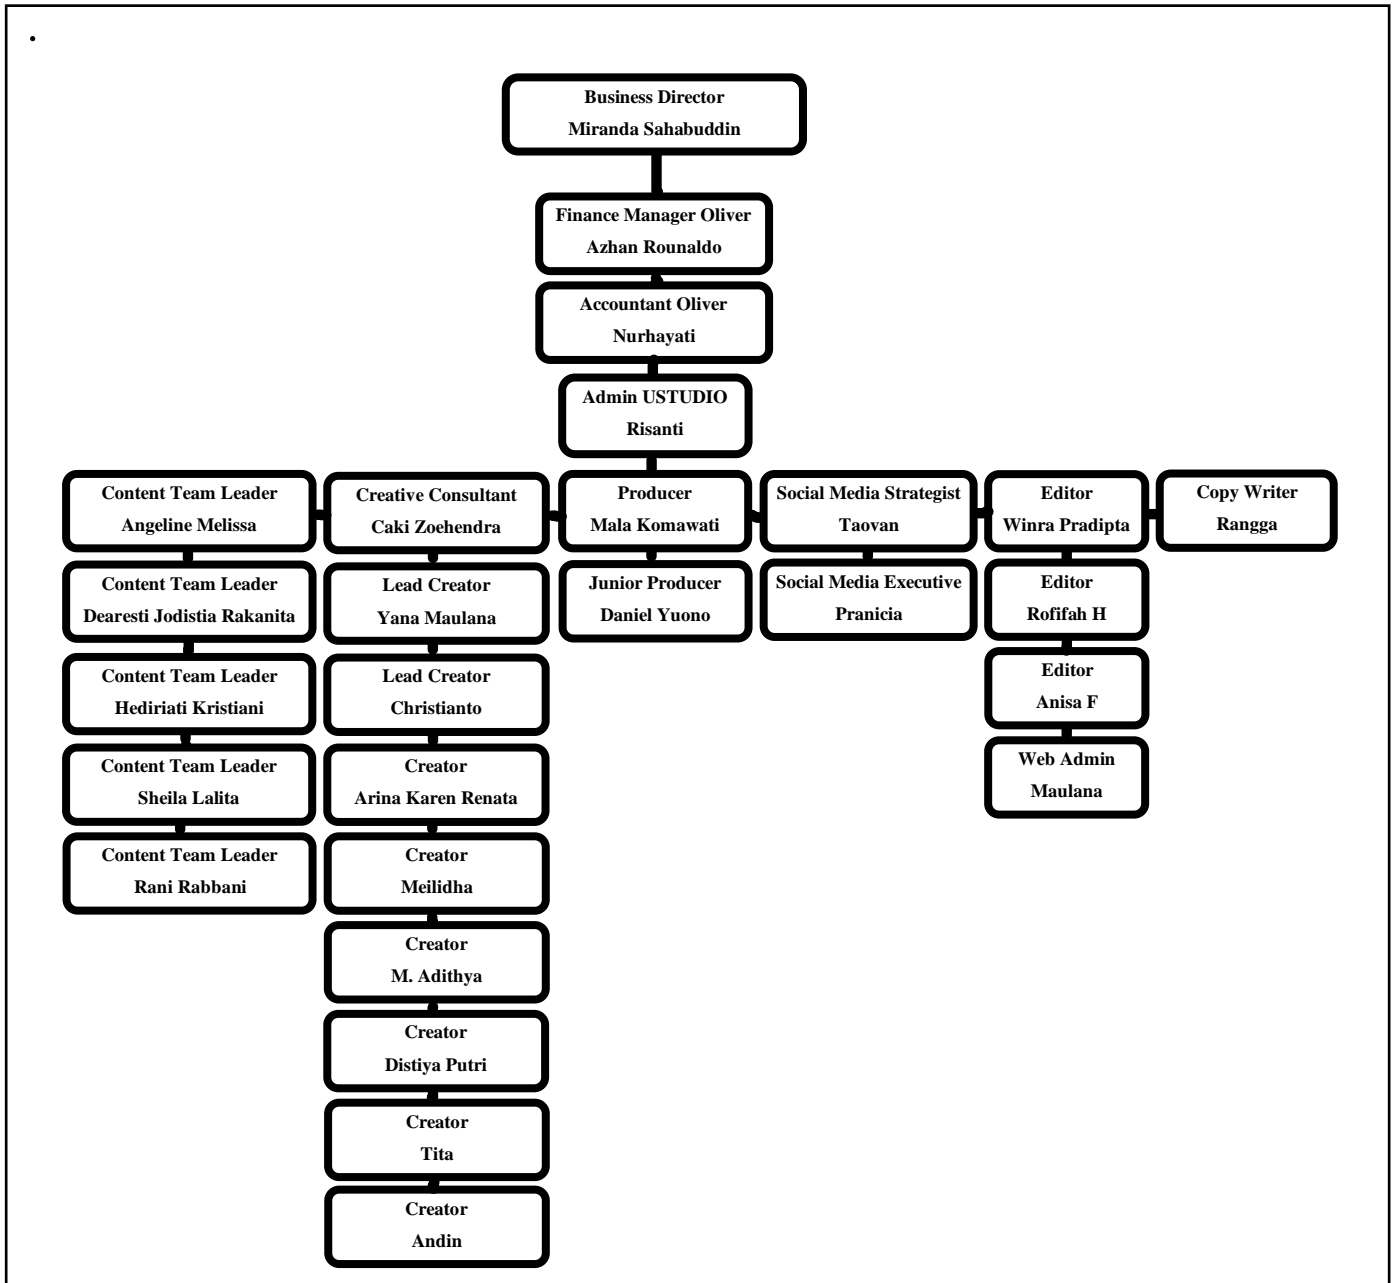 Business Director
Miranda Sahabuddin
Finance Manager Oliver
Azhan Rounaldo
Accountant Oliver
Nurhayati
Admin USTUDIO
Risanti
Content Team Leader
Angeline Melissa
Creative Consultant
Caki Zoehendra
Producer
Mala Komawati
Social Media Strategist
Taovan
Editor
Winra Pradipta
Copy Writer
Rangga
Content Team Leader
Dearesti Jodistia Rakanita
Lead Creator
Yana Maulana
Junior Producer
Daniel Yuono
Social Media Executive
Pranicia
Editor
Rofifah H
Content Team Leader
Hediriati Kristiani
Lead Creator
Christianto
Editor
Anisa F
Content Team Leader
Sheila Lalita
Creator
Arina Karen Renata
Web Admin
Maulana
Content Team Leader
Rani Rabbani
Creator
Meilidha
Creator
M. Adithya
Creator
Distiya Putri
Creator
Tita
Creator
Andin